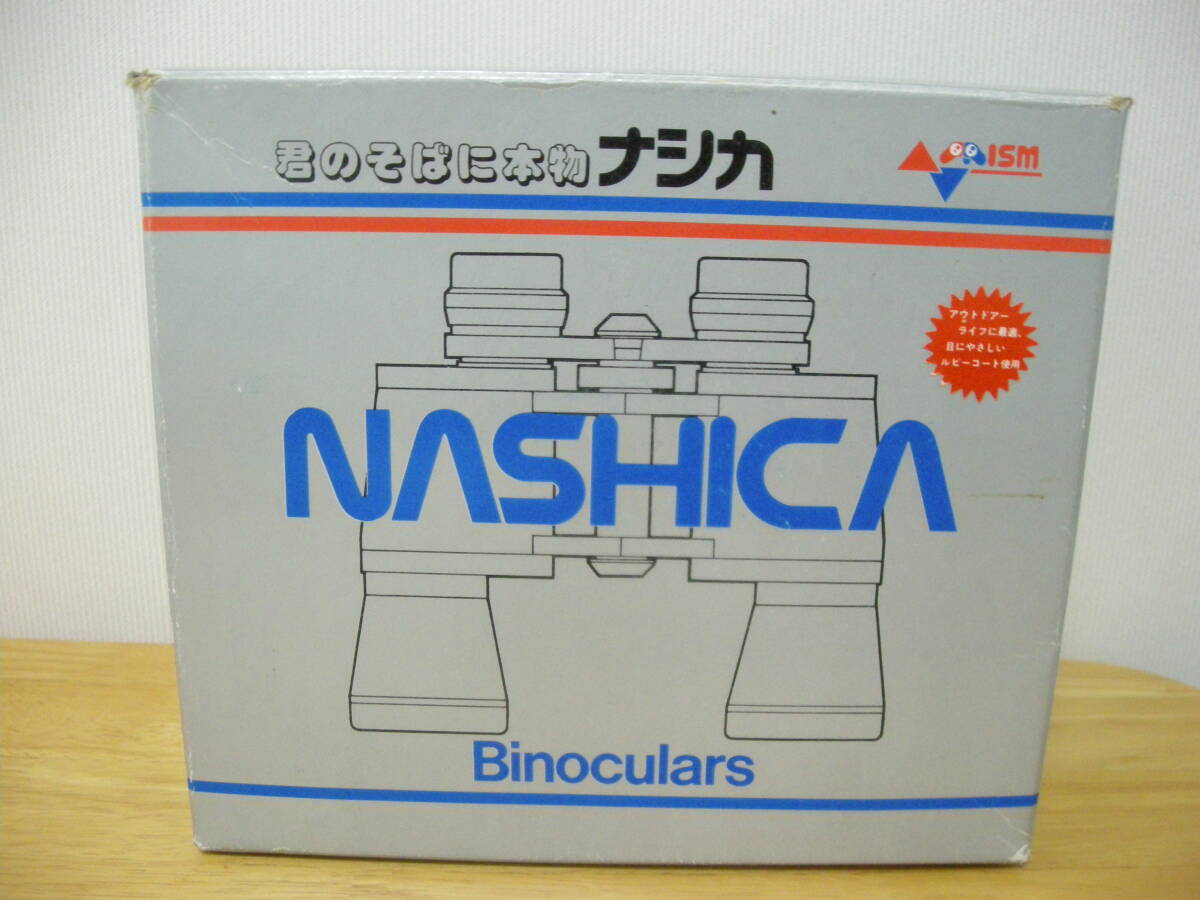 君のそばに本物ナシカ
ISM
アウトドアー
ライフに最適、
目にやさしい
ルビーコート使用
NASHICA
Binoculars